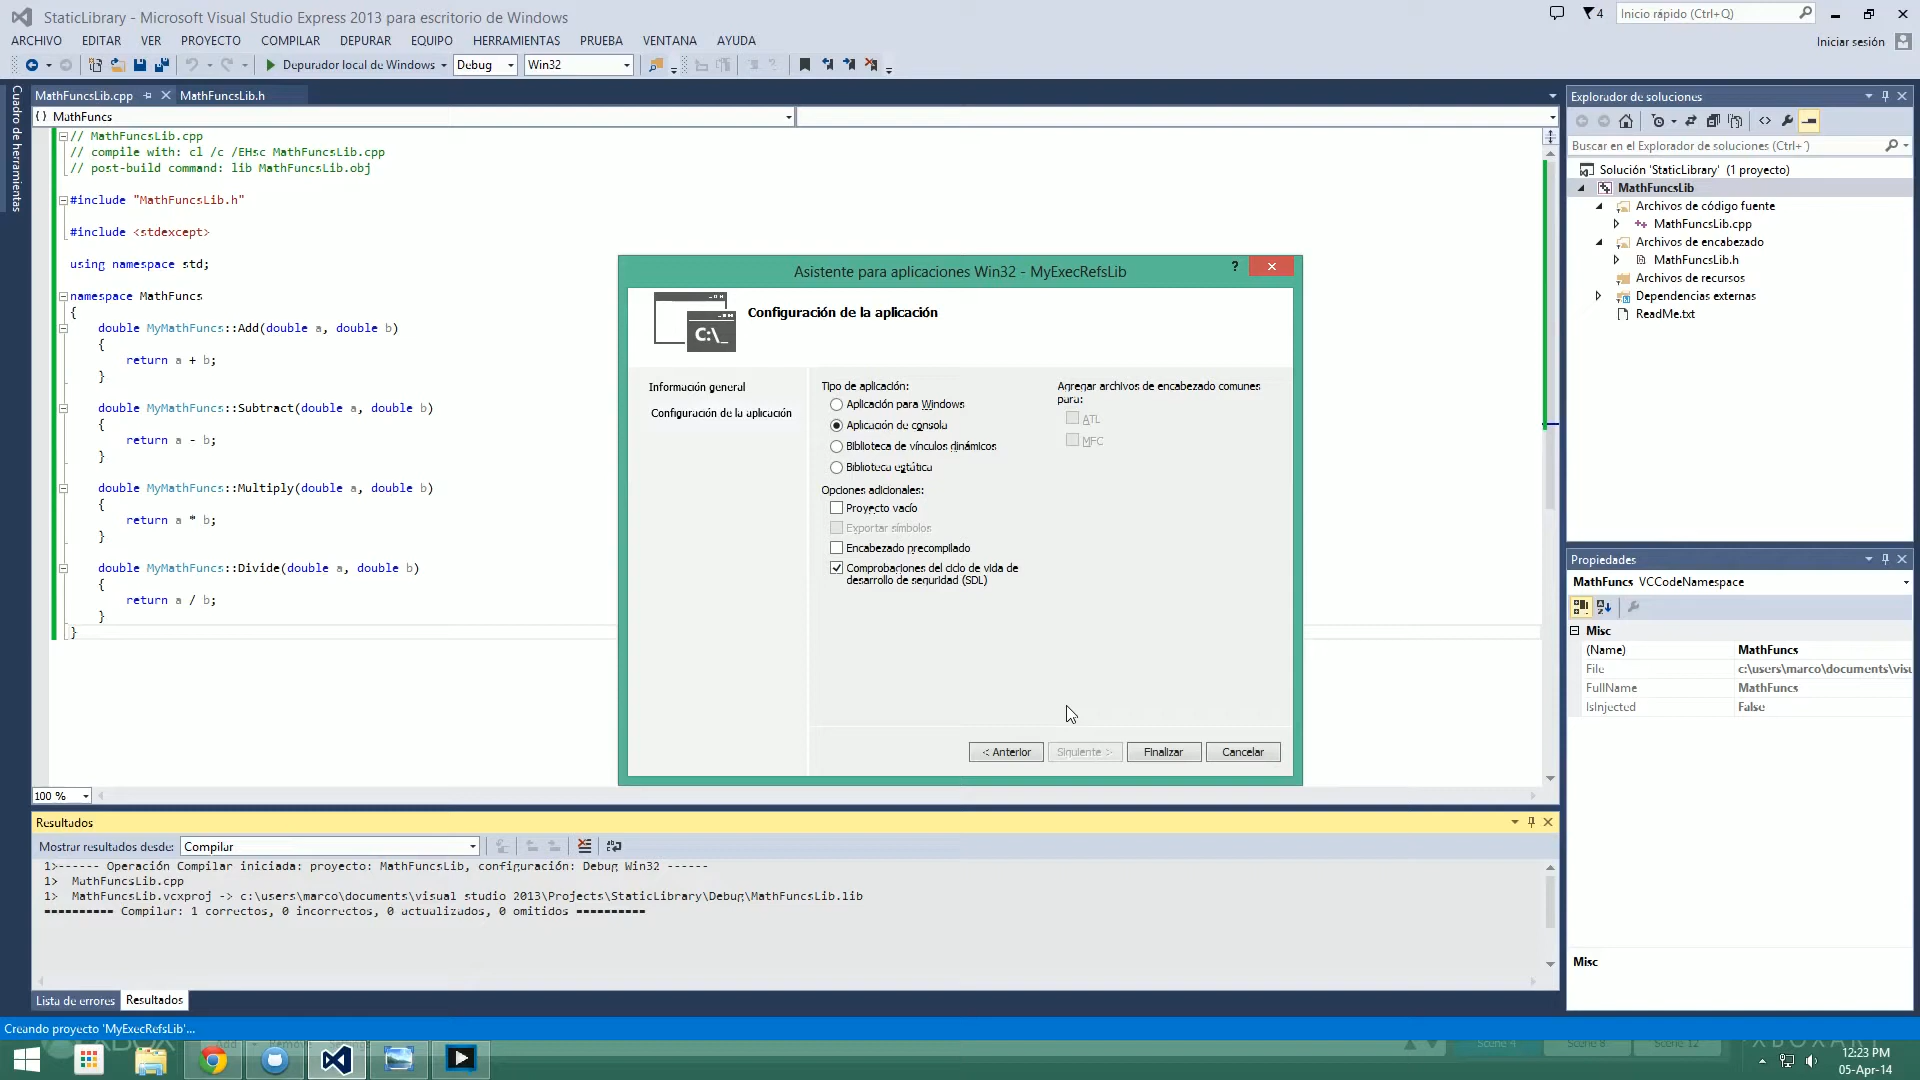 StaticLibrary - Microsoft Visual Studio Express 2013 para escritorio de Windows
4
Inicio rápido (Ctrl+Q)
ARCHIVO EDITAR VER PROYECTO COMPILAR DEPURAR EQUIPO HERRAMIENTAS PRUEBA VENTANA AYUDA
Iniciar sesión
Depurador local de Windows Debug Win32
Cuadro de herramientas
MathFuncsLib.cpp MathFuncsLib.h
{ } MathFuncs
// MathFuncsLib.cpp
// compile with: cl /c /EHsc MathFuncsLib.cpp
// post-build command: lib MathFuncsLib.obj
#include "MathFuncsLib.h"
#include <stdexcept>
using namespace std;
namespace MathFuncs
{
double MyMathFuncs::Add(double a, double b)
{
return a + b;
}
double MyMathFuncs::Subtract(double a, double b)
{
return a - b;
}
double MyMathFuncs::Multiply(double a, double b)
{
return a * b;
}
double MyMathFuncs::Divide(double a, double b)
{
return a / b;
}
}
100 %
Asistente para aplicaciones Win32 - MyExecRefsLib
?
C:\_
Configuración de la aplicación
Información general
Configuración de la aplicación
Tipo de aplicación:
Aplicación para Windows
Aplicación de consola
Biblioteca de vínculos dinámicos
Biblioteca estática
Opciones adicionales:
Proyecto vacío
Exportar símbolos
Encabezado precompilado
Comprobaciones del ciclo de vida de
desarrollo de seguridad (SDL)
Agregar archivos de encabezado comunes
para:
ATL
MFC
< Anterior Siguiente > Finalizar Cancelar
Explorador de soluciones
Buscar en el Explorador de soluciones (Ctrl+´)
Solución 'StaticLibrary' (1 proyecto)
MathFuncsLib
Archivos de código fuente
MathFuncsLib.cpp
Archivos de encabezado
MathFuncsLib.h
Archivos de recursos
Dependencias externas
ReadMe.txt
Propiedades
MathFuncs VCCodeNamespace
Misc
(Name) MathFuncs
File c:\users\marco\documents\visu
FullName MathFuncs
IsInjected False
Misc
Resultados
Mostrar resultados desde: Compilar
1>------ Operación Compilar iniciada: proyecto: MathFuncsLib, configuración: Debug Win32 ------
1> MathFuncsLib.cpp
1> MathFuncsLib.vcxproj -> c:\users\marco\documents\visual studio 2013\Projects\StaticLibrary\Debug\MathFuncsLib.lib
========== Compilar: 1 correctos, 0 incorrectos, 0 actualizados, 0 omitidos ==========
Lista de errores Resultados
Creando proyecto 'MyExecRefsLib'...
Scene 4 Scene 8 Scene 12
12:23 PM
05-Apr-14